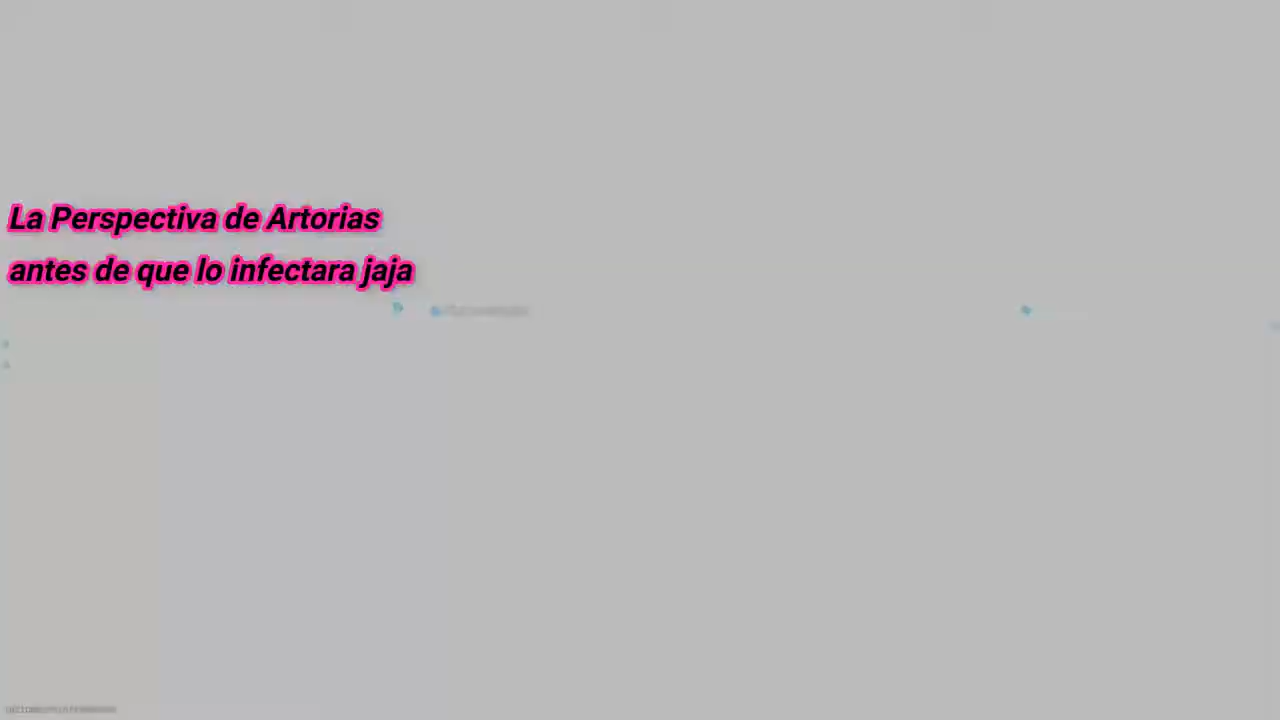 La Perspectiva de Artorias
antes de que lo infectara jaja